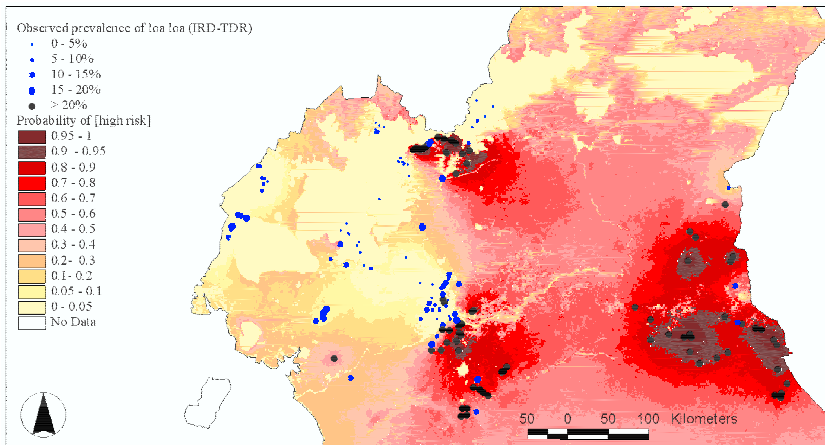 Observed prevalence of loa loa (IRD-TDR)
0 - 5%
5 - 10%
10 - 15%
15 - 20%
> 20%
Probability of [high risk]
0.95 - 1
0.9 - 0.95
0.8 - 0.9
0.7 - 0.8
0.6 - 0.7
0.5 - 0.6
0.4 - 0.5
0.3 - 0.4
0.2 - 0.3
0.1 - 0.2
0.05 - 0.1
0 - 0.05
No Data
50 0 50 100 Kilometers